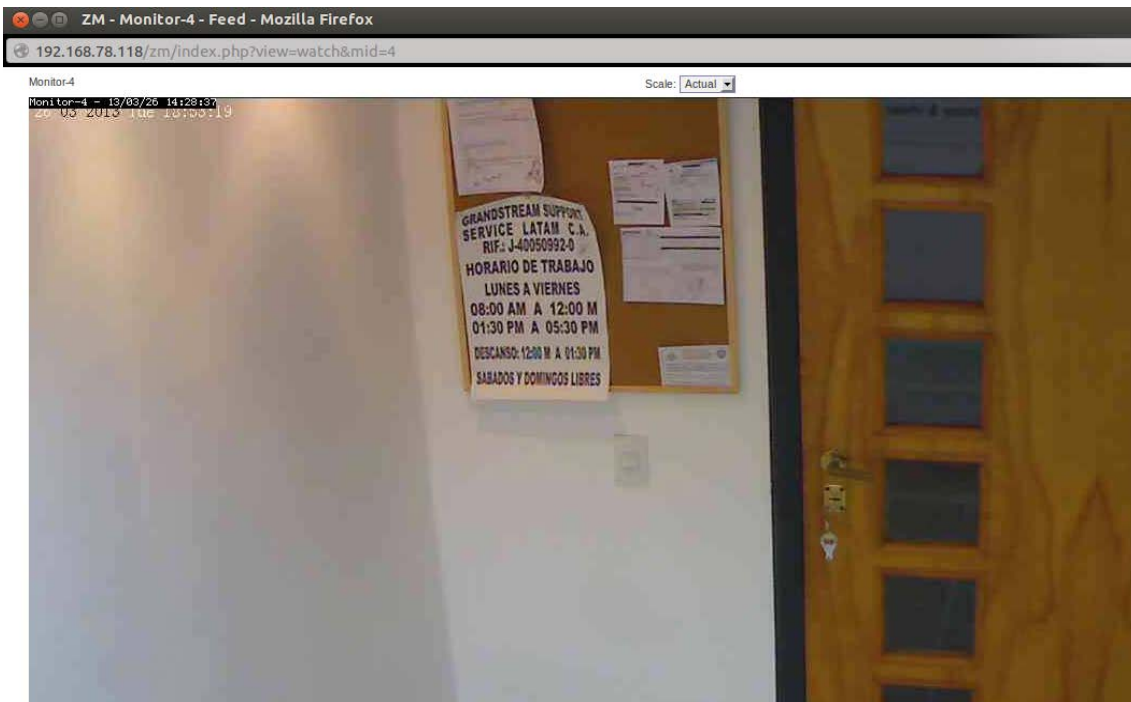 ZM - Monitor-4 - Feed - Mozilla Firefox
192.168.78.118/zm/index.php?view=watch&mid=4
Monitor-4
Scale: Actual
Monitor-4 - 13/03/26 14:28:37
26 03 2013 Tue 18:55:19
GRANDSTREAM SUPPORT
SERVICE LATAM C.A.
RIF.: J-40050992-0
HORARIO DE TRABAJO
LUNES A VIERNES
08:00 AM A 12:00 M
01:30 PM A 05:30 PM
DESCANSO: 12:00 M A 01:30 PM
SABADOS Y DOMINGOS LIBRES